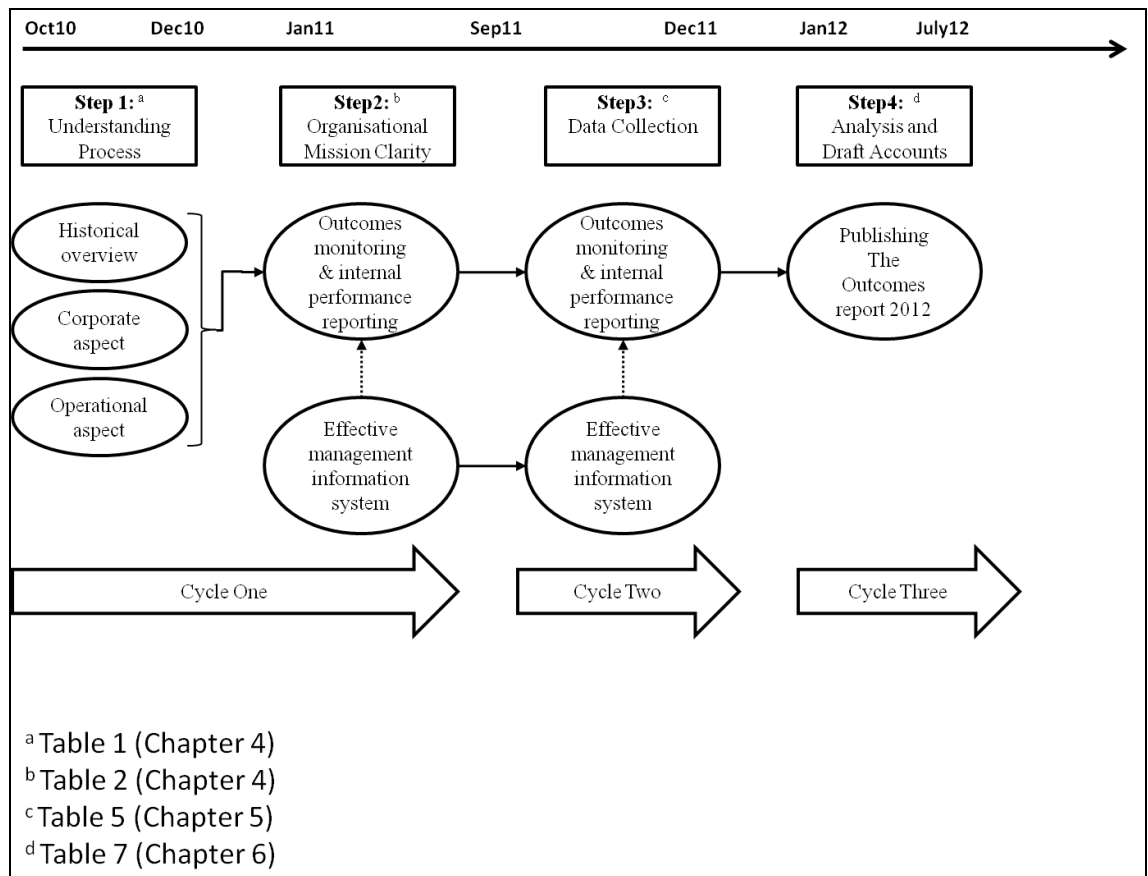 Oct10 Dec10 Jan11 Sep11 Dec11 Jan12 July12
Step 1: a
Understanding
Process
Step2: b
Organisational
Mission Clarity
Step3: c
Data Collection
Step4: d
Analysis and
Draft Accounts
Historical
overview
Corporate
aspect
Operational
aspect
Outcomes
monitoring
& internal
performance
reporting
Effective
management
information
system
Outcomes
monitoring
& internal
performance
reporting
Effective
management
information
system
Publishing
The
Outcomes
report 2012
Cycle One
Cycle Two
Cycle Three
a Table 1 (Chapter 4)
b Table 2 (Chapter 4)
c Table 5 (Chapter 5)
d Table 7 (Chapter 6)